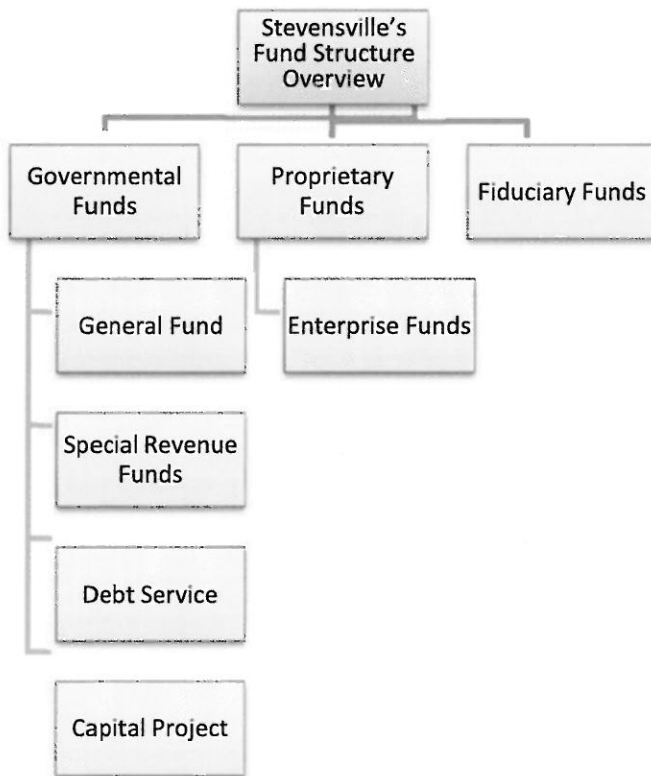 Stevensville’s
Fund Structure
Overview
Governmental
Funds
Proprietary
Funds
Fiduciary Funds
General Fund
Enterprise Funds
Special Revenue
Funds
Debt Service
Capital Project